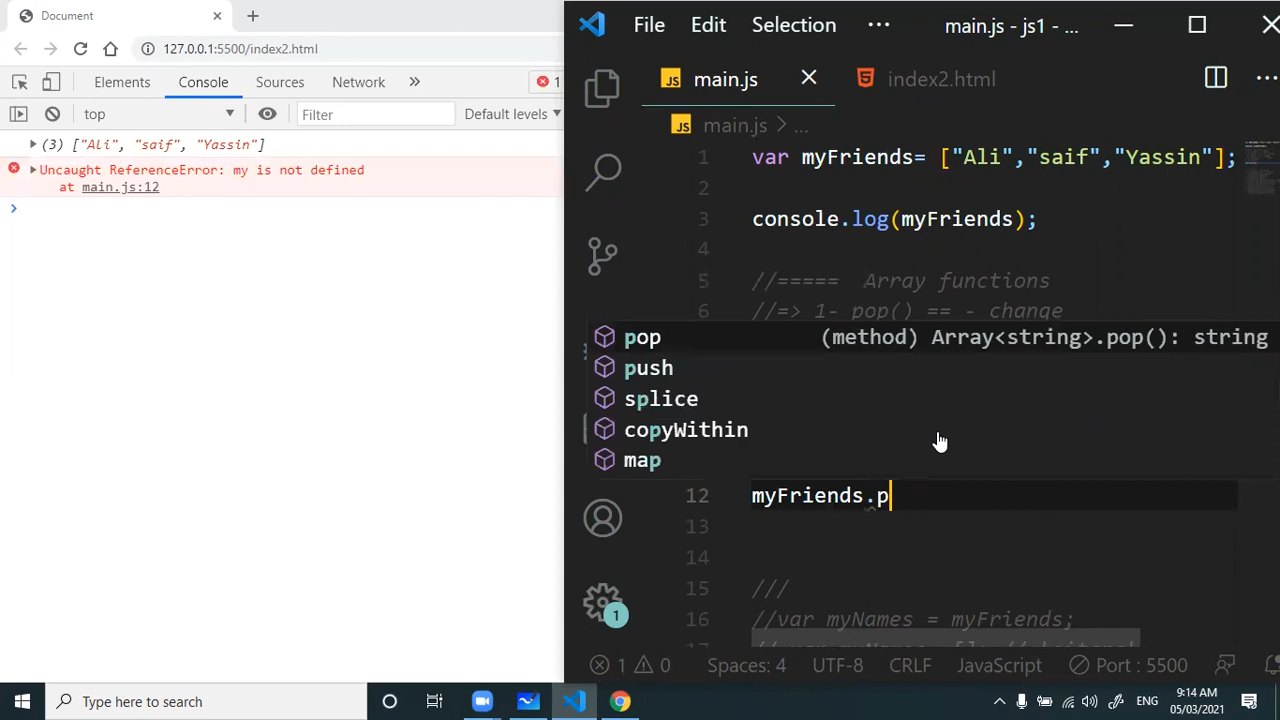 Document
127.0.0.1:5500/index2.html
Elements Console Sources Network » 1
top Filter Default levels
(3) ["Ali", "saif", "Yassin"]
Uncaught ReferenceError: my is not defined
at main.js:12
File Edit Selection ··· main.js - js1 - ...
JS main.js index2.html
JS main.js > ...
1 var myFriends= ["Ali","saif","Yassin"];
2
3 console.log(myFriends);
4
5 //===== Array functions
6 //=> 1- pop() == - change
pop (method) Array<string>.pop(): string
push
splice
copyWithin
map
12 myFriends.p
13
14
15 ///
16 //var myNames = myFriends;
17
1
1 0 Spaces: 4 UTF-8 CRLF JavaScript Port : 5500
Type here to search
ENG
9:14 AM
05/03/2021